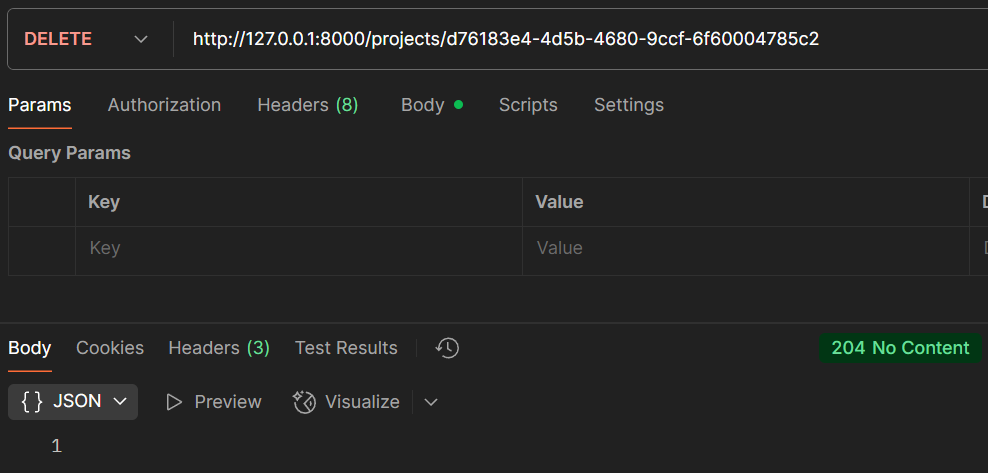 DELETE http://127.0.0.1:8000/projects/d76183e4-4d5b-4680-9ccf-6f60004785c2
Params Authorization Headers (8) Body Scripts Settings
Query Params
Key Value
Key Value
Body Cookies Headers (3) Test Results 204 No Content
{} JSON Preview Visualize
1